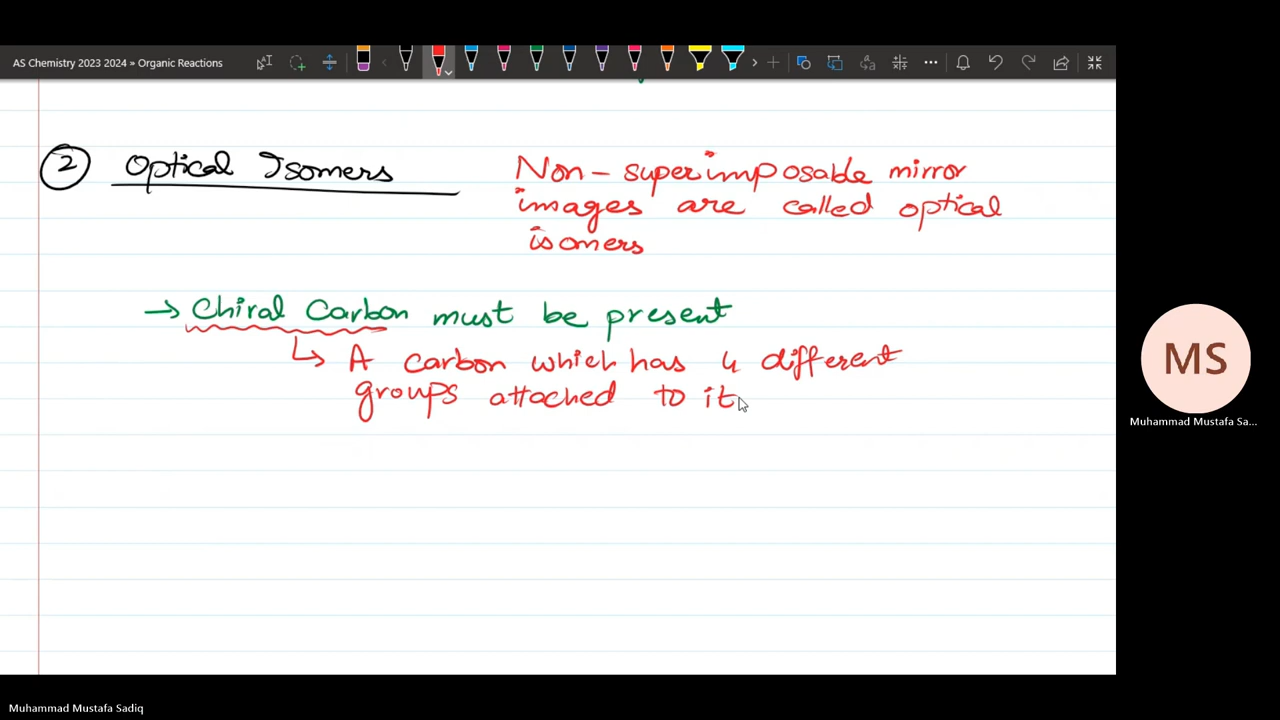 AS Chemistry 2023 2024 » Organic Reactions
② Optical Isomers
Non-superimposable mirror
images are called optical
isomers
→ Chiral Carbon must be present
↳ A carbon which has 4 different
groups attached to it
MS
Muhammad Mustafa Sa...
Muhammad Mustafa Sadiq